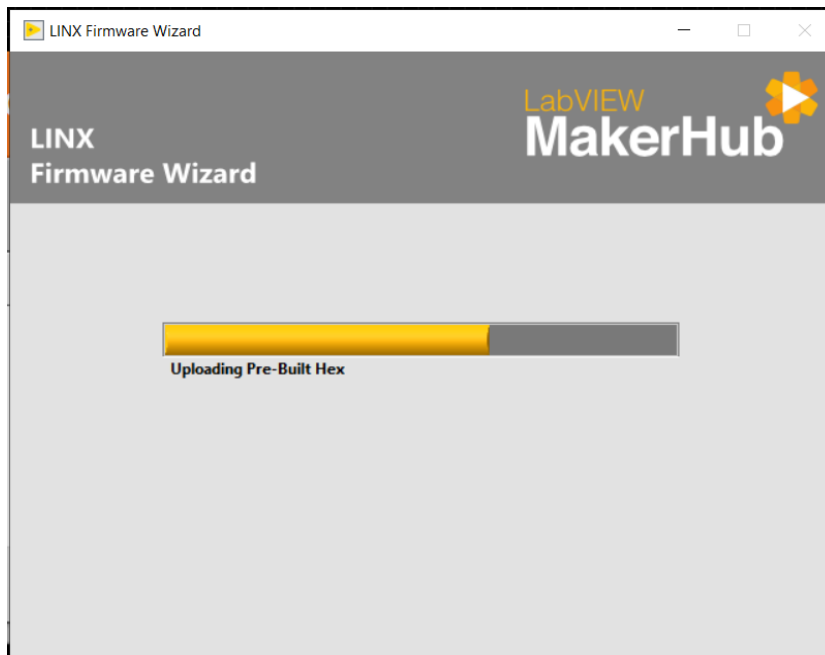 LINX Firmware Wizard
LabVIEW
MakerHub
LINX
Firmware Wizard
Uploading Pre-Built Hex